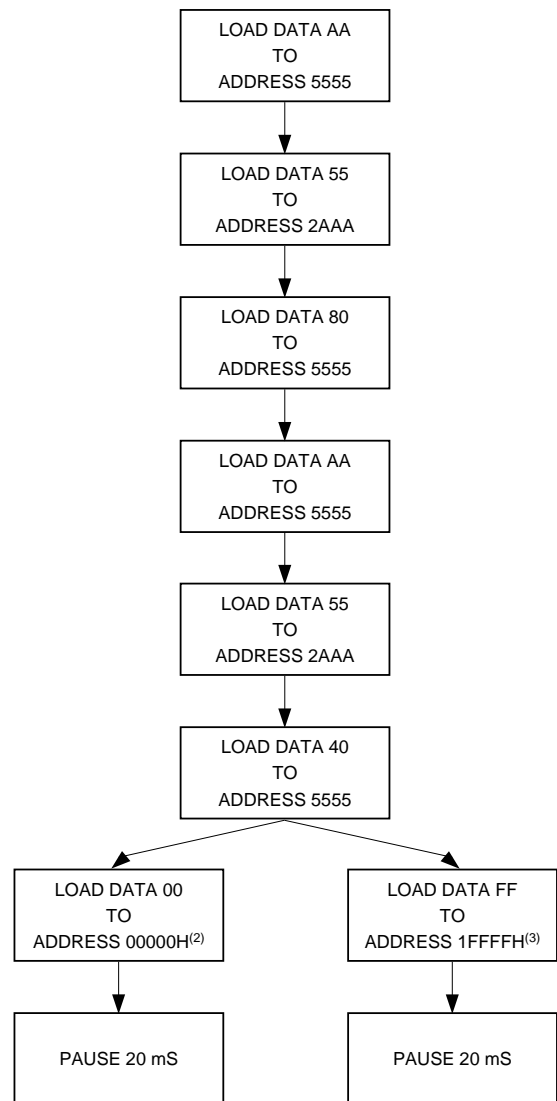 LOAD DATA AA
TO
ADDRESS 5555
LOAD DATA 55
TO
ADDRESS 2AAA
LOAD DATA 80
TO
ADDRESS 5555
LOAD DATA AA
TO
ADDRESS 5555
LOAD DATA 55
TO
ADDRESS 2AAA
LOAD DATA 40
TO
ADDRESS 5555
LOAD DATA 00
TO
ADDRESS 00000H(2)
LOAD DATA FF
TO
ADDRESS 1FFFFH(3)
PAUSE 20 mS
PAUSE 20 mS